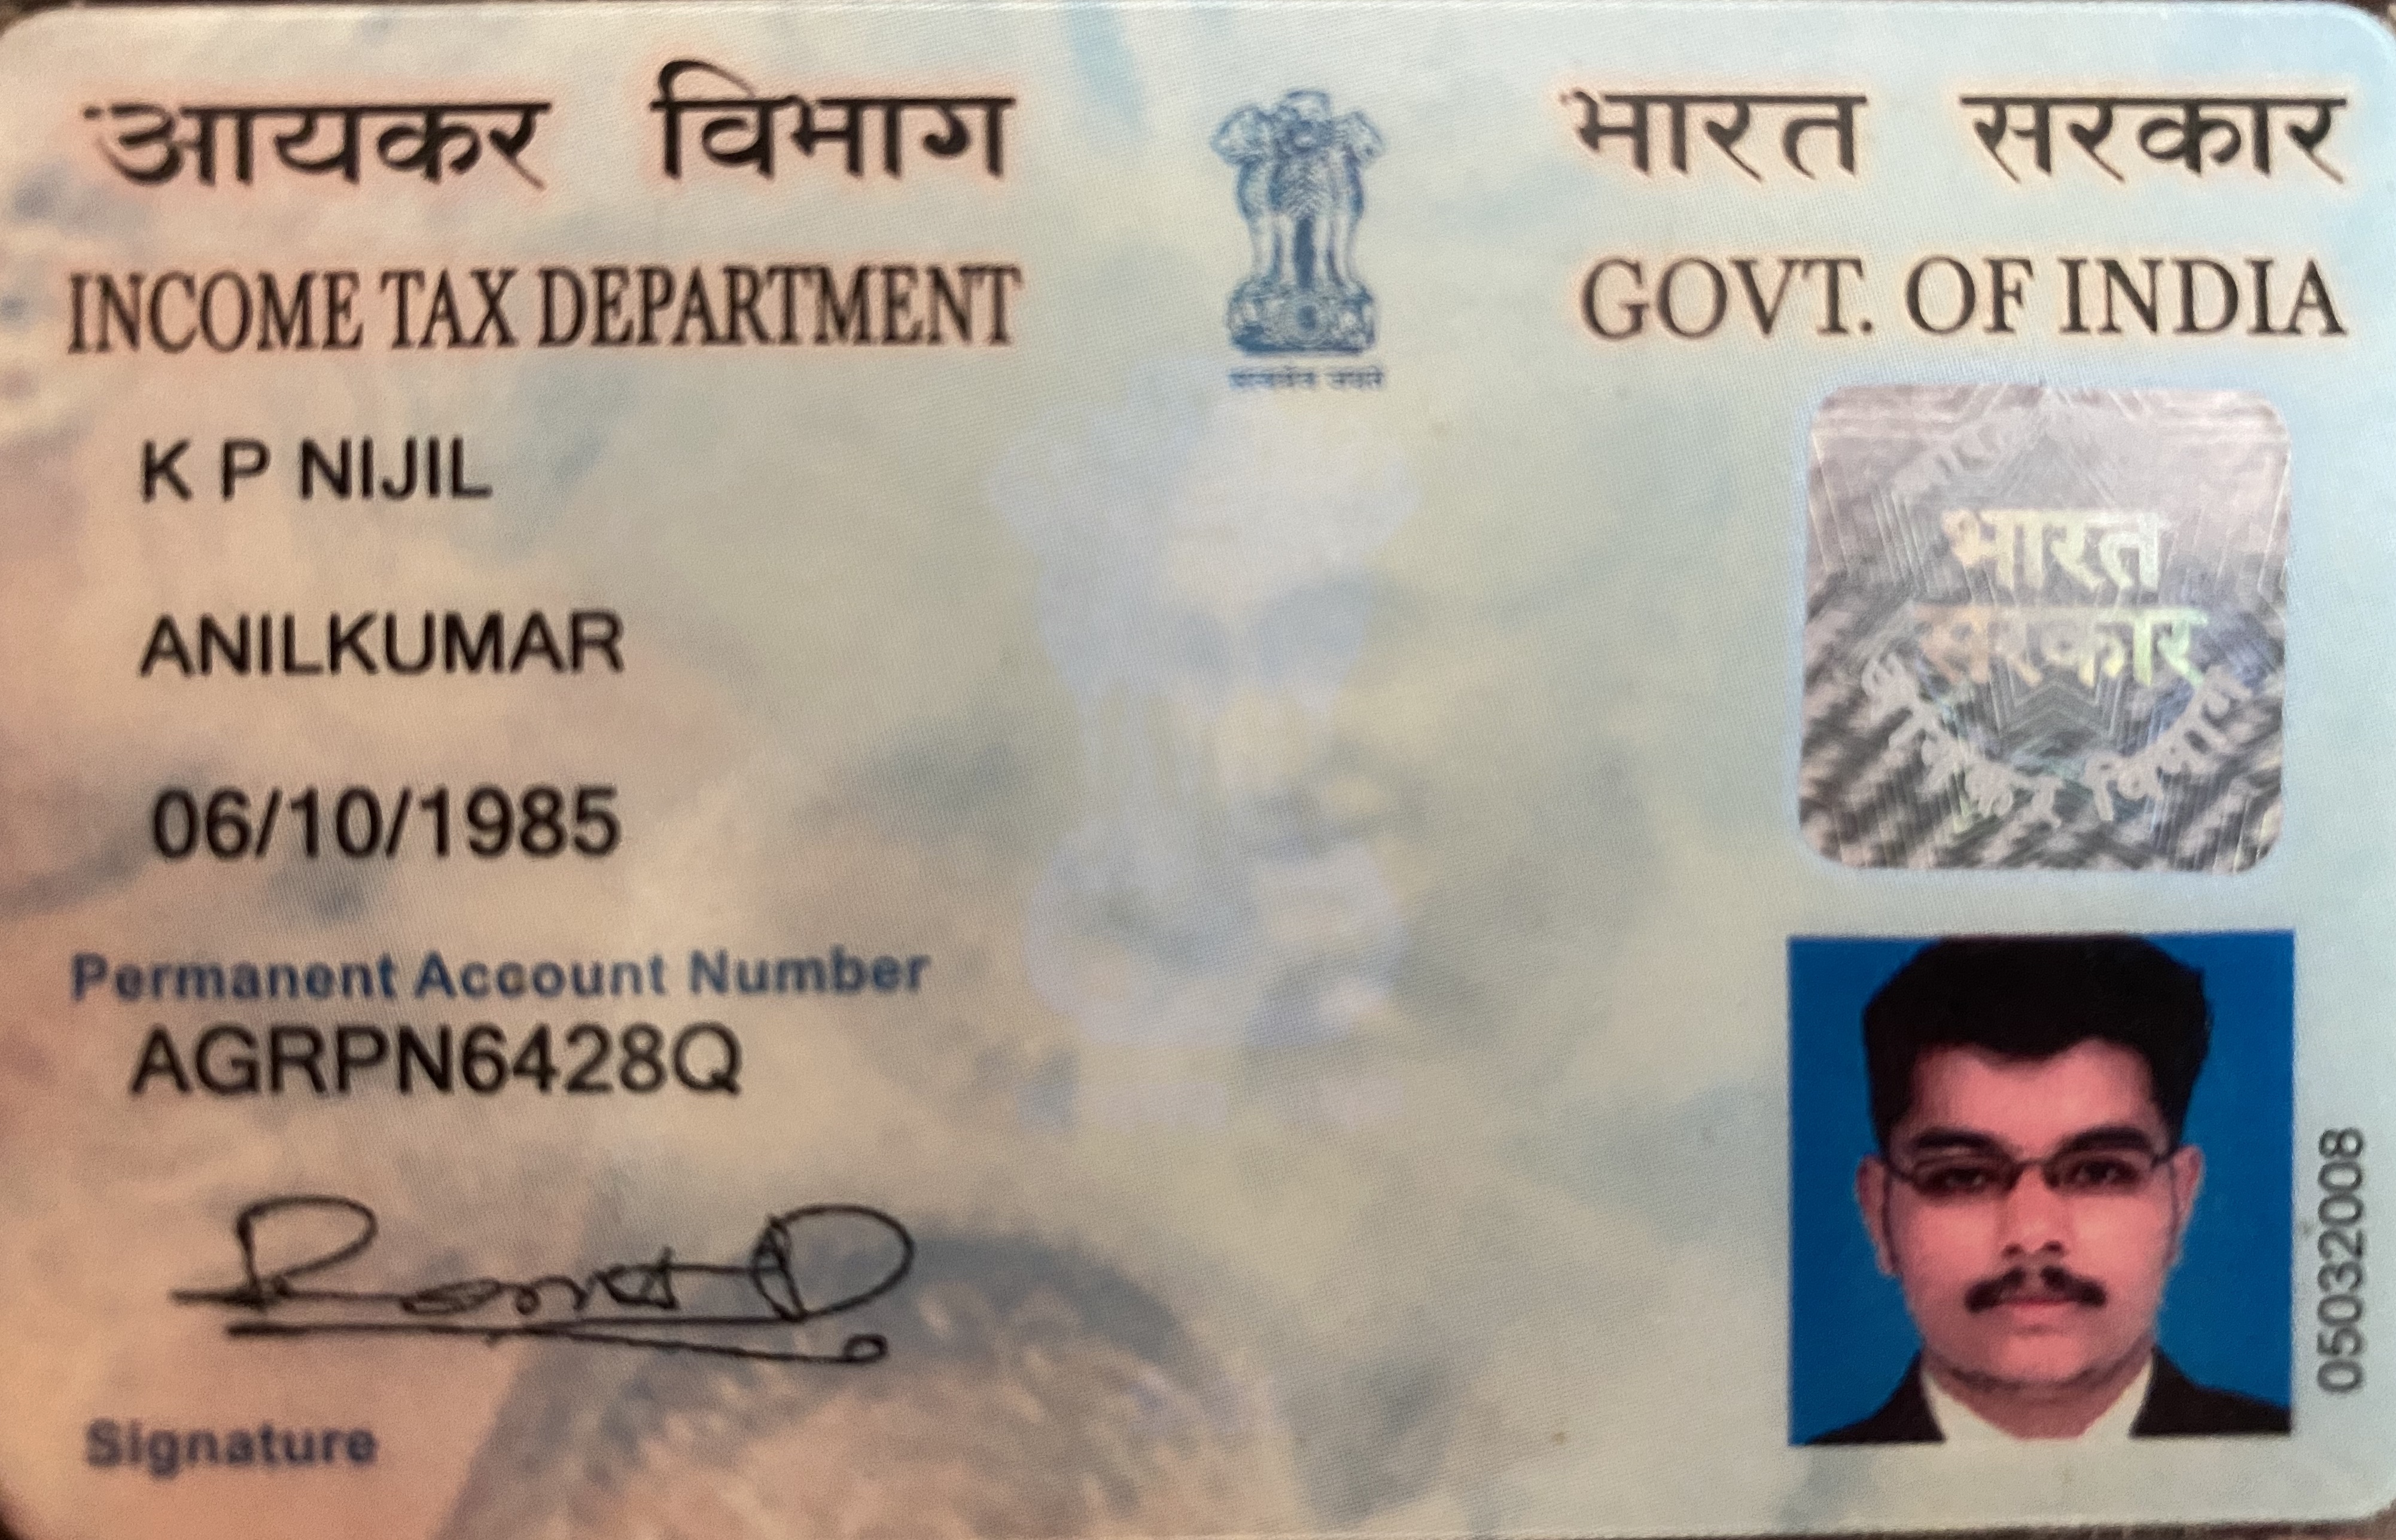 आयकर विभाग
INCOME TAX DEPARTMENT
भारत सरकार
GOVT. OF INDIA
सत्यमेव जयते
K P NIJIL
ANILKUMAR
06/10/1985
Permanent Account Number
AGRPN6428Q
Signature
भारत
सरकार
05032008